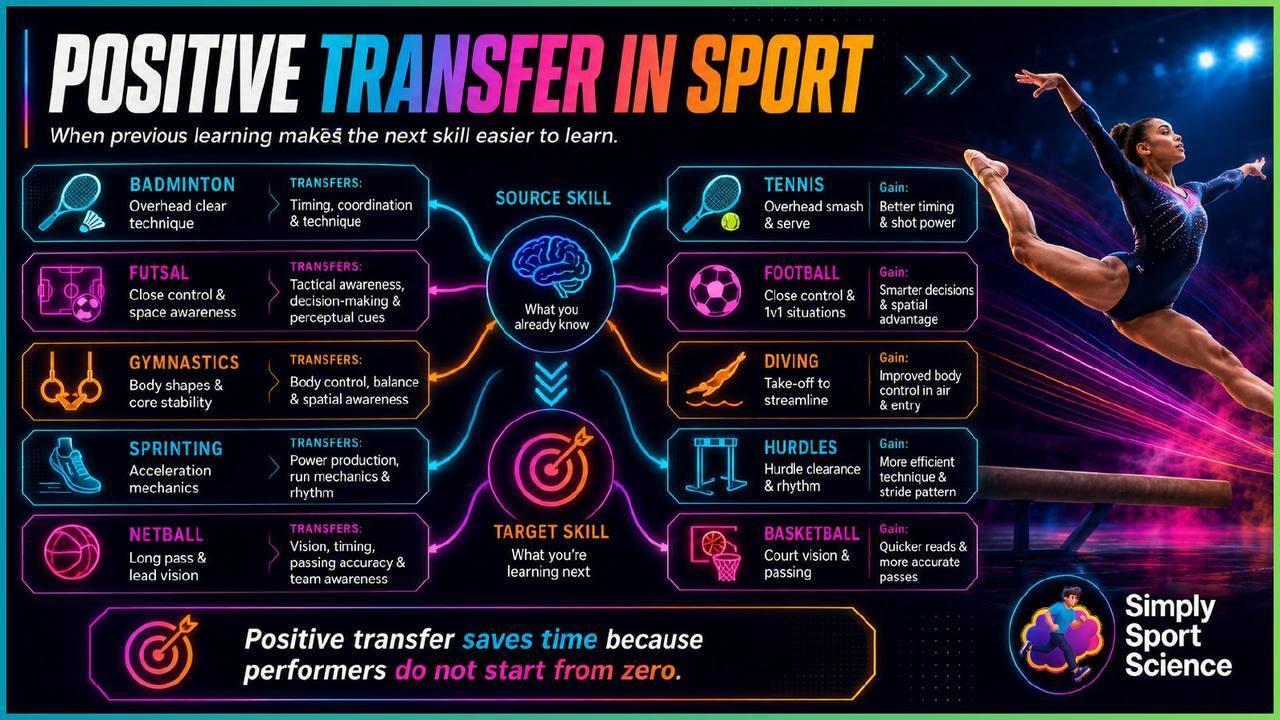 POSITIVE TRANSFER IN SPORT
When previous learning makes the next skill easier to learn.
BADMINTON
Overhead clear
technique
TRANSFERS:
Timing, coordination
& technique
FUTSAL
Close control &
space awareness
TRANSFERS:
Tactical awareness,
decision-making &
perceptual cues
GYMNASTICS
Body shapes &
core stability
TRANSFERS:
Body control, balance
& spatial awareness
SPRINTING
Acceleration
mechanics
TRANSFERS:
Power production,
run mechanics &
rhythm
NETBALL
Long pass &
lead vision
TRANSFERS:
Vision, timing,
passing accuracy &
team awareness
SOURCE SKILL
What you
already know
TARGET SKILL
What you're
learning next
TENNIS
Overhead smash
& serve
Gain:
Better timing
& shot power
FOOTBALL
Close control &
1v1 situations
Gain:
Smarter decisions
& spatial
advantage
DIVING
Take-off to
streamline
Gain:
Improved body
control in air
& entry
HURDLES
Hurdle clearance
& rhythm
Gain:
More efficient
technique &
stride pattern
BASKETBALL
Court vision &
passing
Gain:
Quicker reads &
more accurate
passes
Positive transfer saves time because
performers do not start from zero.
Simply
Sport
Science